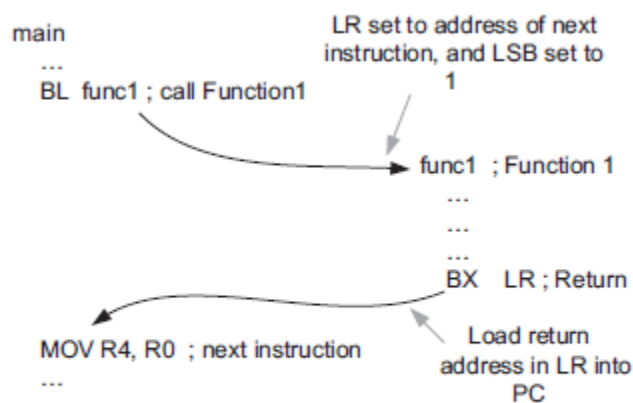 main
...
BL func1 ; call Function1
LR set to address of next
instruction, and LSB set to
1
func1 ; Function 1
...
...
...
BX LR ; Return
MOV R4, R0 ; next instruction
...
Load return
address in LR into
PC